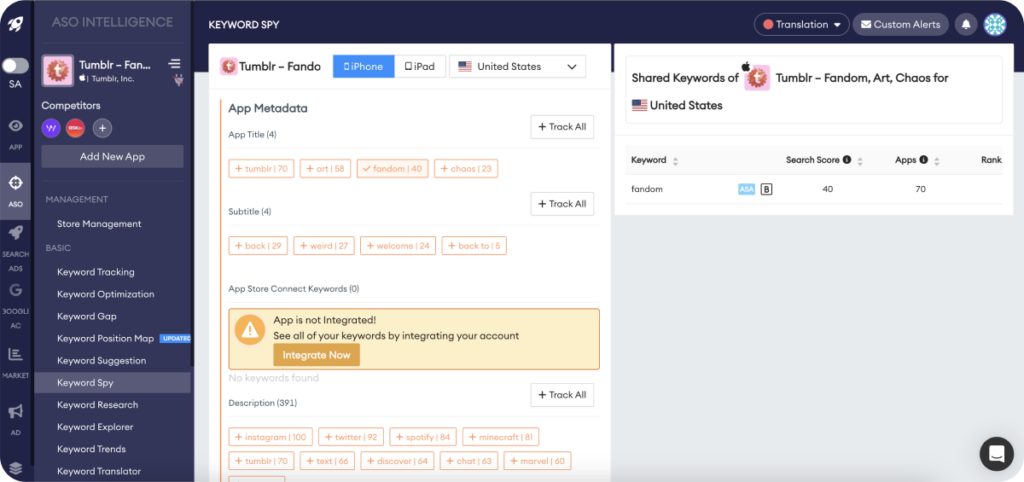 ASO INTELLIGENCE
KEYWORD SPY
Translation
Custom Alerts
SA
APP
ASO
SEARCH ADS
GOOGLE AC
MARKET
AD
Tumblr – Fan...
| Tumblr, Inc.
Competitors
Add New App
MANAGEMENT
Store Management
BASIC
Keyword Tracking
Keyword Optimization
Keyword Gap
Keyword Position Map UPDATED
Keyword Suggestion
Keyword Spy
Keyword Research
Keyword Explorer
Keyword Trends
Keyword Translator
Tumblr – Fando
iPhone
iPad
United States
App Metadata
+ Track All
App Title (4)
+ tumblr | 70
+ art | 58
fandom | 40
+ chaos | 23
+ Track All
Subtitle (4)
+ back | 29
+ weird | 27
+ welcome | 24
+ back to | 5
App Store Connect Keywords (0)
App is not Integrated!
See all of your keywords by integrating your account
Integrate Now
No keywords found
+ Track All
Description (391)
+ instagram | 100
+ twitter | 92
+ spotify | 84
+ minecraft | 81
+ tumblr | 70
+ text | 66
+ discover | 64
+ chat | 63
+ marvel | 60
Shared Keywords of Tumblr – Fandom, Art, Chaos for
United States
Keyword Search Score Apps Rank
fandom ASA B 40 70